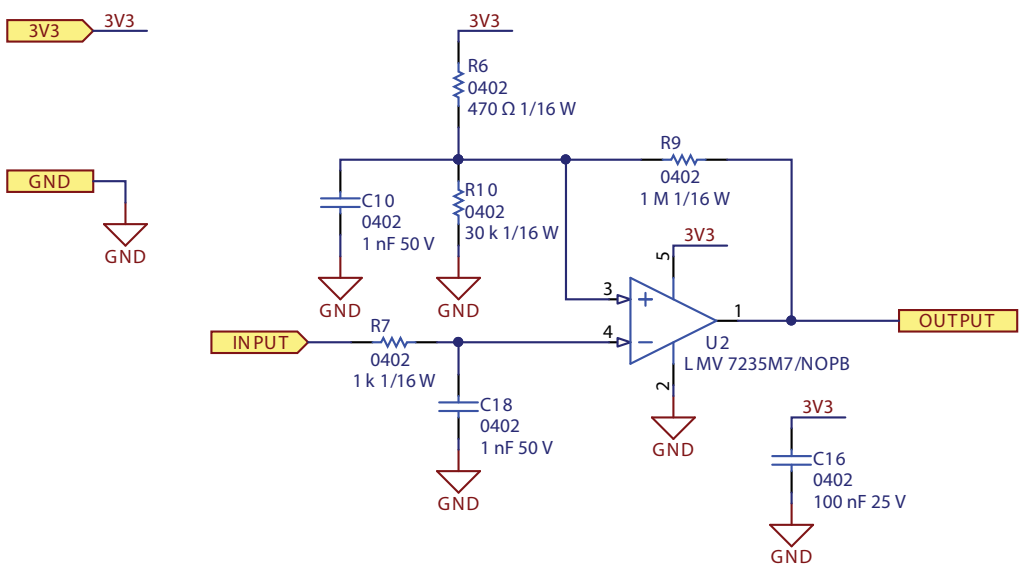 3V3
3V3
3V3
R6
0402
470 Ω 1/16 W
R9
0402
1 M 1/16 W
GND
GND
C10
0402
1 nF 50 V
GND
R10
0402
30 k 1/16 W
GND
3V3
5
3
+
4
−
1
2
U2
LMV 7235M7/NOPB
GND
OUTPUT
INPUT
R7
0402
1 k 1/16 W
C18
0402
1 nF 50 V
GND
3V3
C16
0402
100 nF 25 V
GND